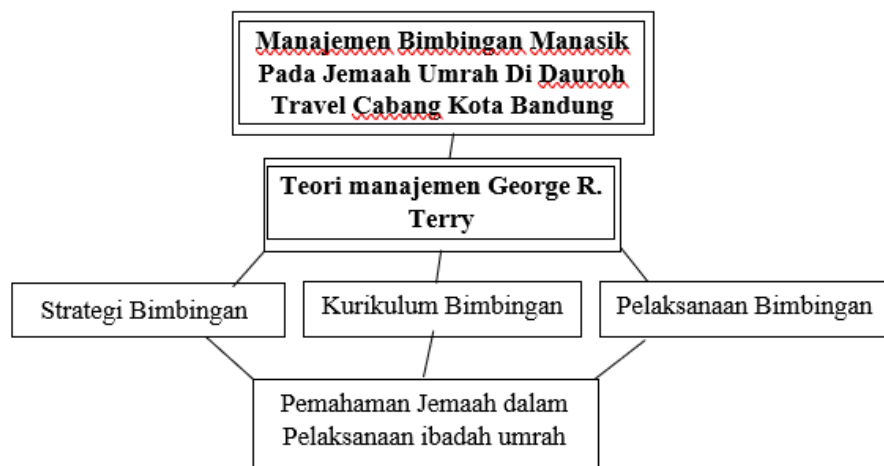 Manajemen Bimbingan Manasik
Pada Jemaah Umrah Di Dauroh
Travel Cabang Kota Bandung
Teori manajemen George R.
Terry
Strategi Bimbingan
Kurikulum Bimbingan
Pelaksanaan Bimbingan
Pemahaman Jemaah dalam
Pelaksanaan ibadah umrah